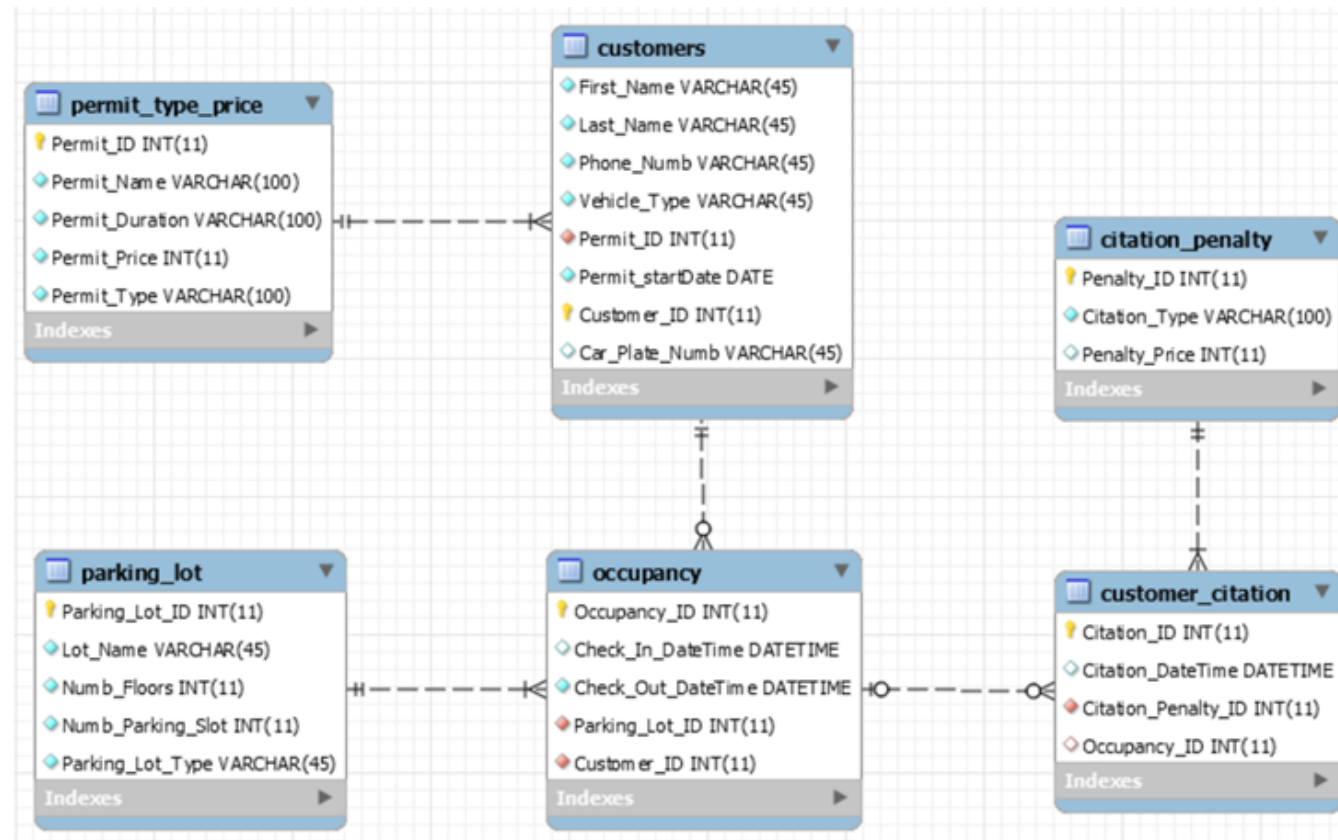 permit_type_price
Permit_ID INT(11)
Permit_Name VARCHAR(100)
Permit_Duration VARCHAR(100)
Permit_Price INT(11)
Permit_Type VARCHAR(100)
Indexes
customers
First_Name VARCHAR(45)
Last_Name VARCHAR(45)
Phone_Numb VARCHAR(45)
Vehicle_Type VARCHAR(45)
Permit_ID INT(11)
Permit_startDate DATE
Customer_ID INT(11)
Car_Plate_Numb VARCHAR(45)
Indexes
citation_penalty
Penalty_ID INT(11)
Citation_Type VARCHAR(100)
Penalty_Price INT(11)
Indexes
parking_lot
Parking_Lot_ID INT(11)
Lot_Name VARCHAR(45)
Numb_Floors INT(11)
Numb_Parking_Slot INT(11)
Parking_Lot_Type VARCHAR(45)
Indexes
occupancy
Occupancy_ID INT(11)
Check_In_DateTime DATETIME
Check_Out_DateTime DATETIME
Parking_Lot_ID INT(11)
Customer_ID INT(11)
Indexes
customer_citation
Citation_ID INT(11)
Citation_DateTime DATETIME
Citation_Penalty_ID INT(11)
Occupancy_ID INT(11)
Indexes